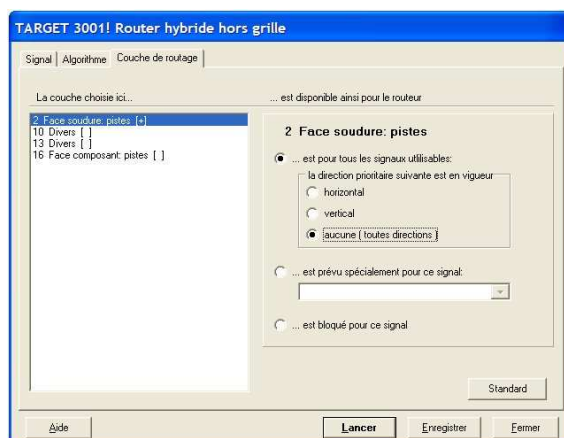 TARGET 3001! Router hybride hors grille
Signal Algorithme Couche de routage
La couche choisie ici... ... est disponible ainsi pour le routeur
2 Face soudure: pistes [+]
10 Divers [ ]
13 Divers [ ]
16 Face composant: pistes [ ]
2 Face soudure: pistes
... est pour tous les signaux utilisables:
la direction prioritaire suivante est en vigueur
horizontal
vertical
aucune ( toutes directions )
... est prévu spécialement pour ce signal:
... est bloqué pour ce signal
Standard
Aide Lancer Enregistrer Fermer